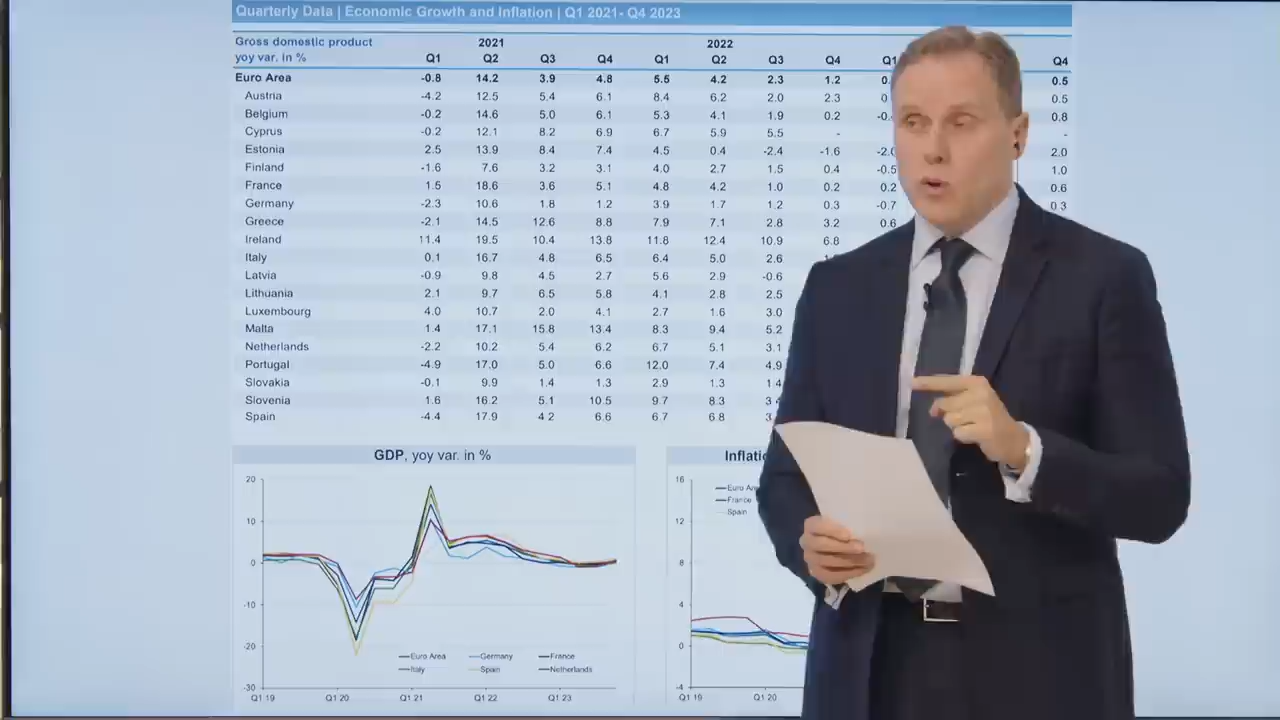 Quarterly Data | Economic Growth and Inflation | Q1 2021- Q4 2023
Gross domestic product 2021 2022
yoy var. in % Q1 Q2 Q3 Q4 Q1 Q2 Q3 Q4 Q1 Q4
Euro Area -0.8 14.2 3.9 4.8 5.5 4.2 2.3 1.2 0. 0.5
Austria -4.2 12.5 5.4 6.1 8.4 6.2 2.0 2.3 0 0.5
Belgium -0.2 14.6 5.0 6.1 5.3 4.1 1.9 0.2 -0. 0.8
Cyprus -0.2 12.1 8.2 6.9 6.7 5.9 5.5 - -
Estonia 2.5 13.9 8.4 7.4 4.5 0.4 -2.4 -1.6 -2.0 2.0
Finland -1.6 7.6 3.2 3.1 4.0 2.7 1.5 0.4 -0.5 1.0
France 1.5 18.6 3.6 5.1 4.8 4.2 1.0 0.2 0.2 0.6
Germany -2.3 10.6 1.8 1.2 3.9 1.7 1.2 0.3 -0.7 0.3
Greece -2.1 14.5 12.6 8.8 7.9 7.1 2.8 3.2 0.6
Ireland 11.4 19.5 10.4 13.8 11.8 12.4 10.9 6.8
Italy 0.1 16.7 4.8 6.5 6.4 5.0 2.6
Latvia -0.9 9.8 4.5 2.7 5.6 2.9 -0.6
Lithuania 2.1 9.7 6.5 5.8 4.1 2.8 2.5
Luxembourg 4.0 10.7 2.0 4.1 2.7 1.6 3.0
Malta 1.4 17.1 15.8 13.4 8.3 9.4 5.2
Netherlands -2.2 10.2 5.4 6.2 6.7 5.1 3.1
Portugal -4.9 17.0 5.0 6.6 12.0 7.4 4.9
Slovakia -0.1 9.9 1.4 1.3 2.9 1.3 1.4
Slovenia 1.6 16.2 5.1 10.5 9.7 8.3 3.
Spain -4.4 17.9 4.2 6.6 6.7 6.8 3
GDP, yoy var. in %
20
10
0
-10
-20
-30
Euro Area Germany France
Italy Spain Netherlands
Q1 19 Q1 20 Q1 21 Q1 22 Q1 23
Inflatio
16
12
8
4
0
-4
Euro Are
France
Spain
Q1 19 Q1 20